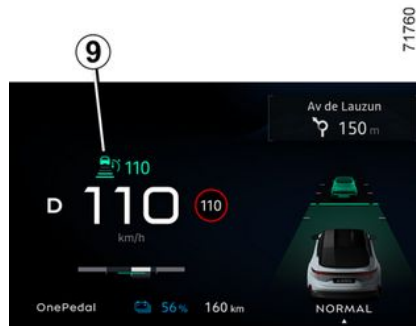 71760
9
Av de Lauzun
150 m
110
D 110 110
km/h
OnePedal 56% 160 km NORMAL